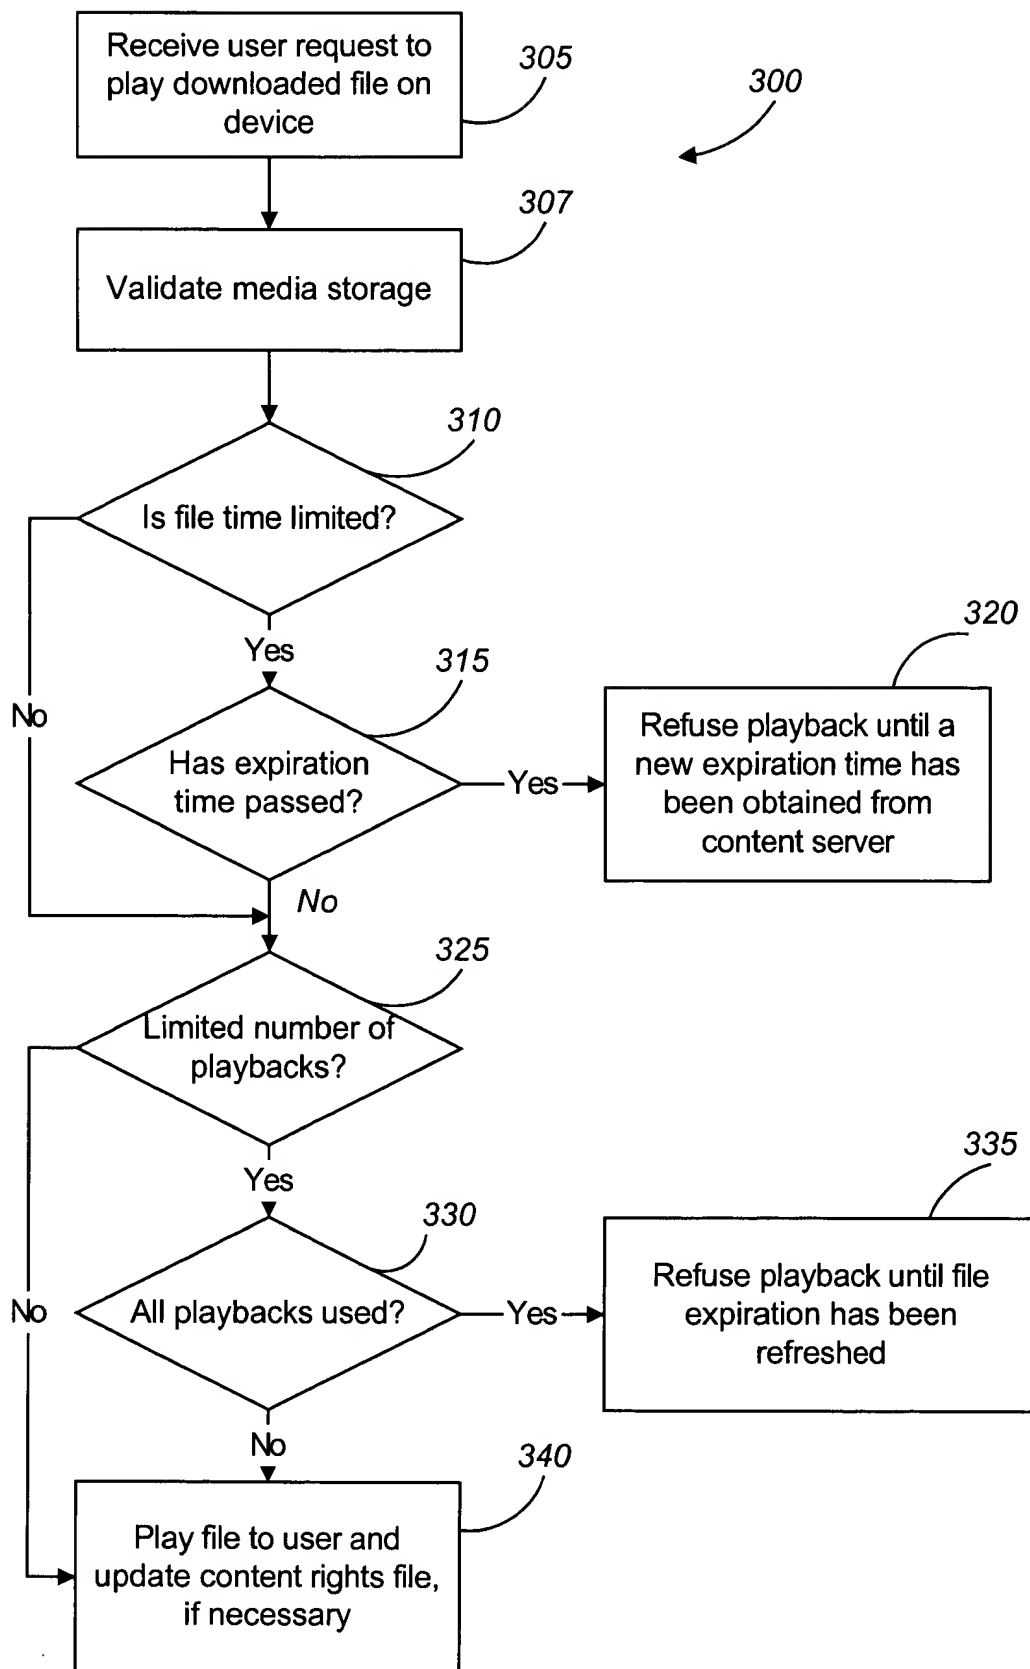 Receive user request to
play downloaded file on
device
305
300
307
Validate media storage
310
Is file time limited?
Yes
315
320
No
Has expiration
time passed?
Yes
Refuse playback until a
new expiration time has
been obtained from
content server
No
325
Limited number of
playbacks?
Yes
330
335
No
All playbacks used?
Yes
Refuse playback until file
expiration has been
refreshed
No
340
Play file to user and
update content rights file,
if necessary